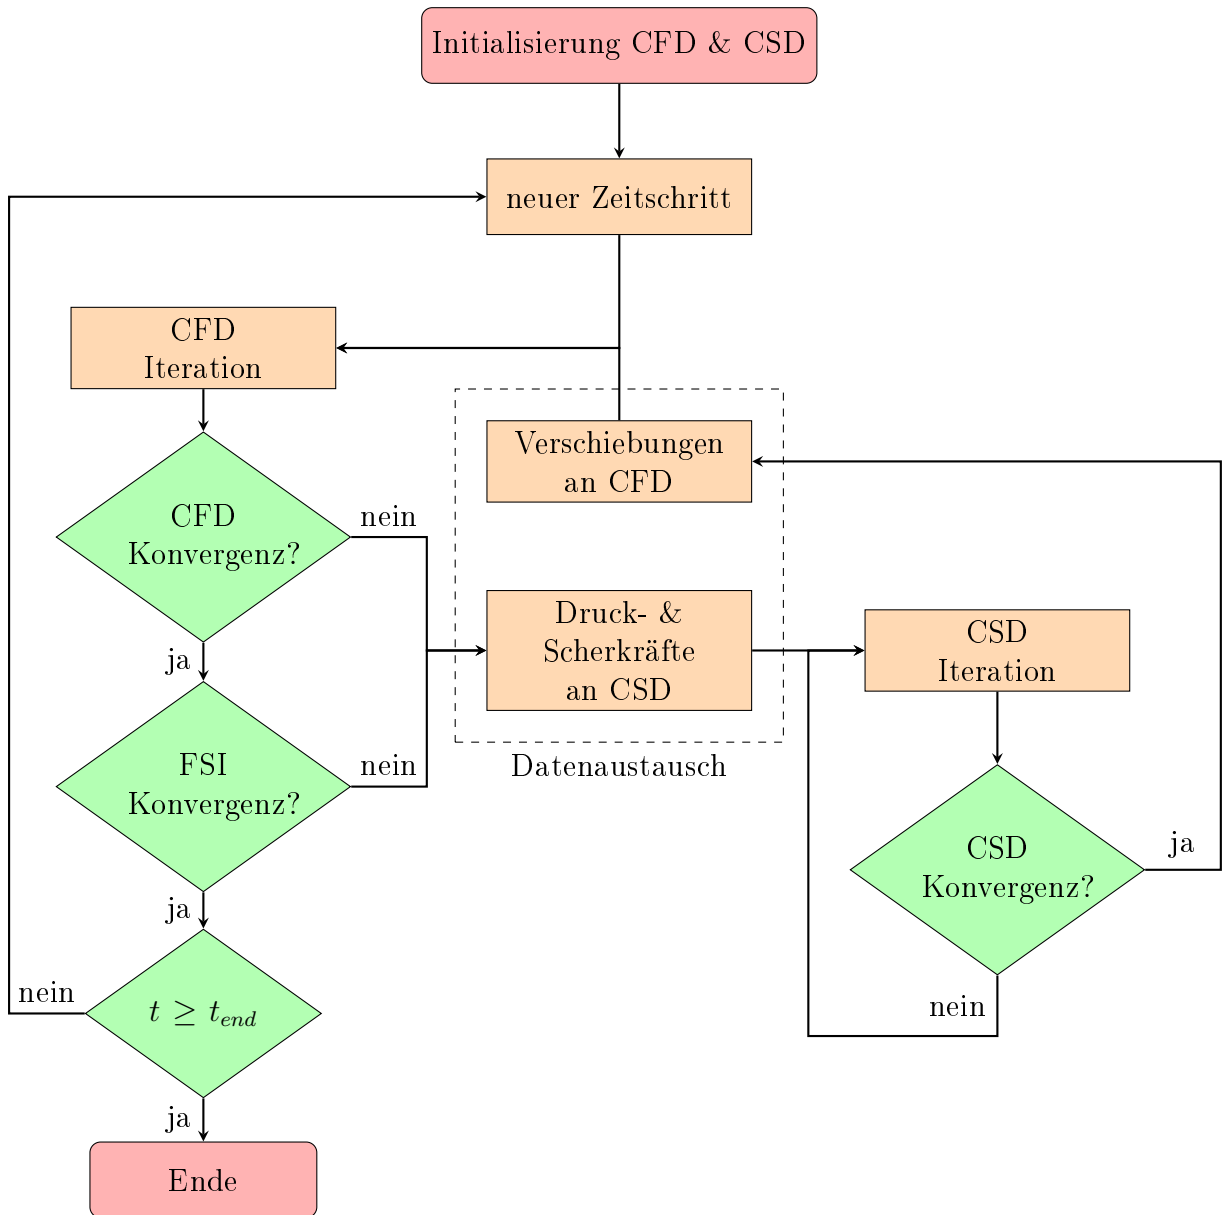 Initialisierung CFD & CSD
neuer Zeitschritt
CFD
Iteration
Verschiebungen
an CFD
CFD
Konvergenz?
nein
ja
Druck- &
Scherkräfte
an CSD
CSD
Iteration
FSI
Konvergenz?
nein
ja
Datenaustausch
CSD
Konvergenz?
ja
nein
t ≥ t_end
nein
ja
Ende